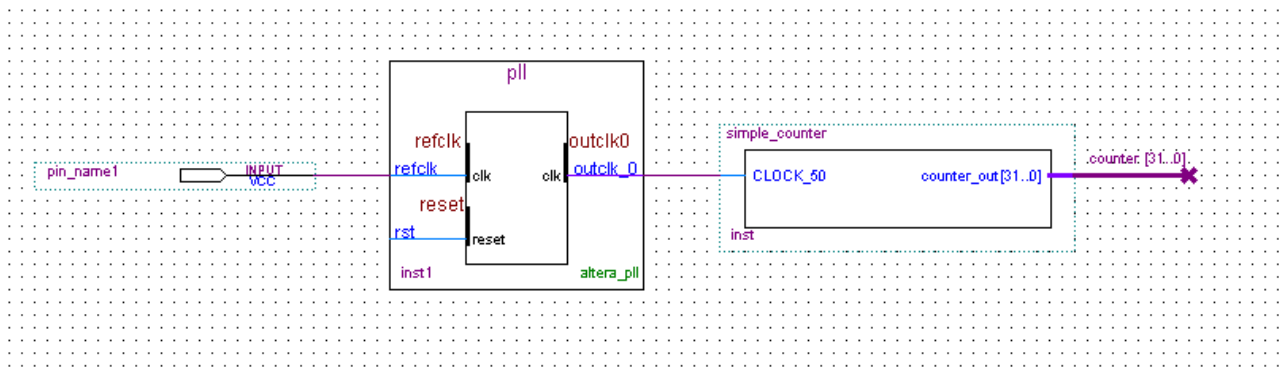 pll
simple_counter
refclk
outclk0
counter [31..0]
pin_name1
INPUT
VCC
refclk
clk
clk
outclk_0
CLOCK_50
counter_out[31..0]
reset
rst
reset
inst
inst1
altera_pll